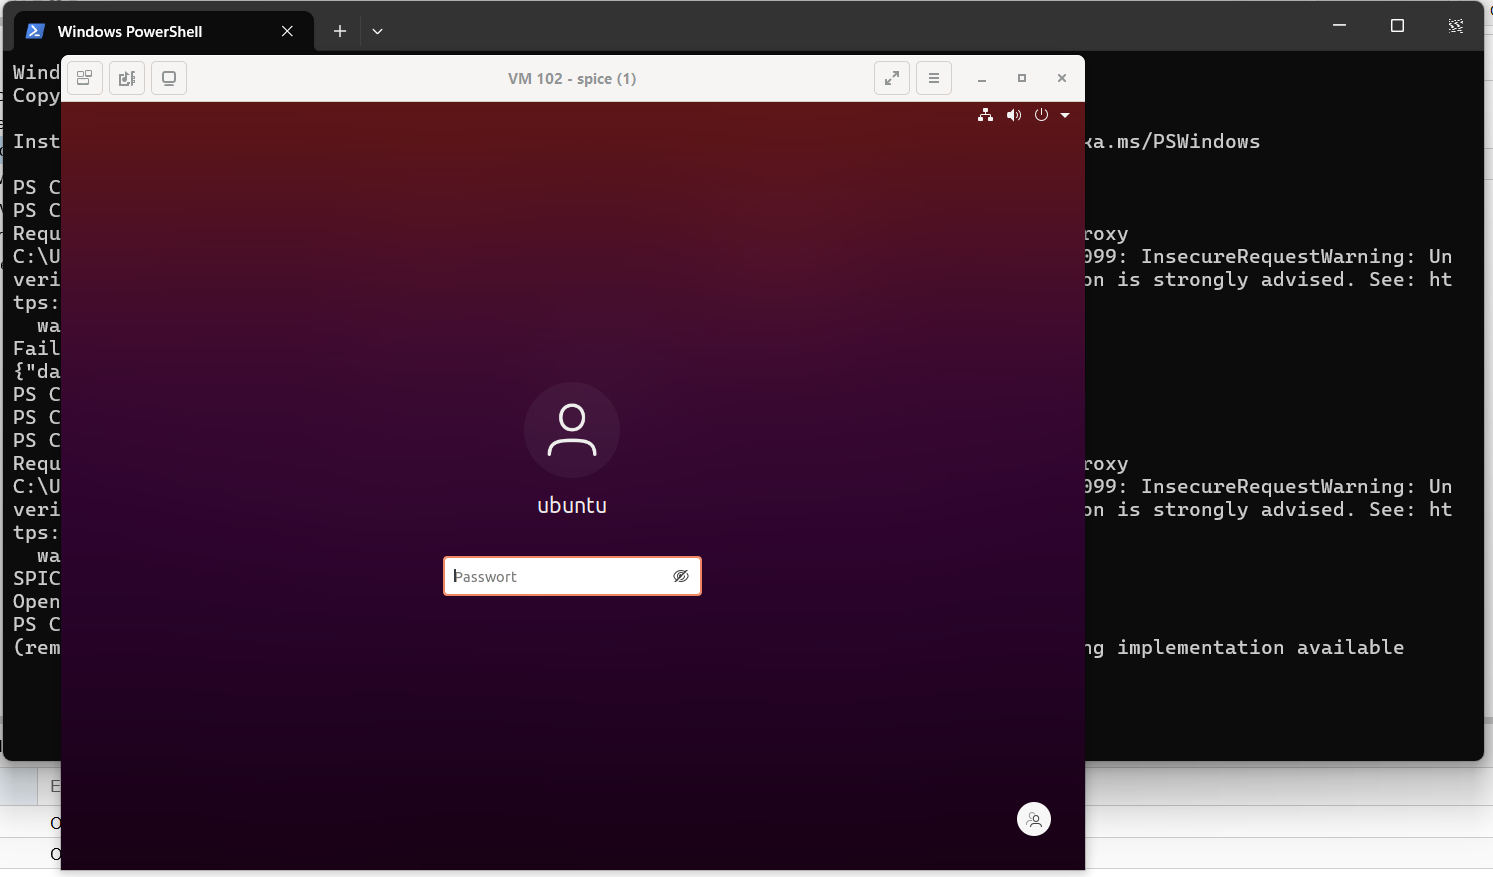 Windows PowerShell
VM 102 - spice (1)
Wind
Copy
Inst
ka.ms/PSWindows
PS C
PS C
Requ
roxy
C:\U
099: InsecureRequestWarning: Un
veri
on is strongly advised. See: ht
tps:
wa
Fail
{"da
PS C
PS C
PS C
Requ
roxy
C:\U
099: InsecureRequestWarning: Un
veri
on is strongly advised. See: ht
tps:
wa
SPIC
Open
PS C
(rem
ng implementation available
ubuntu
Passwort
E
O
O